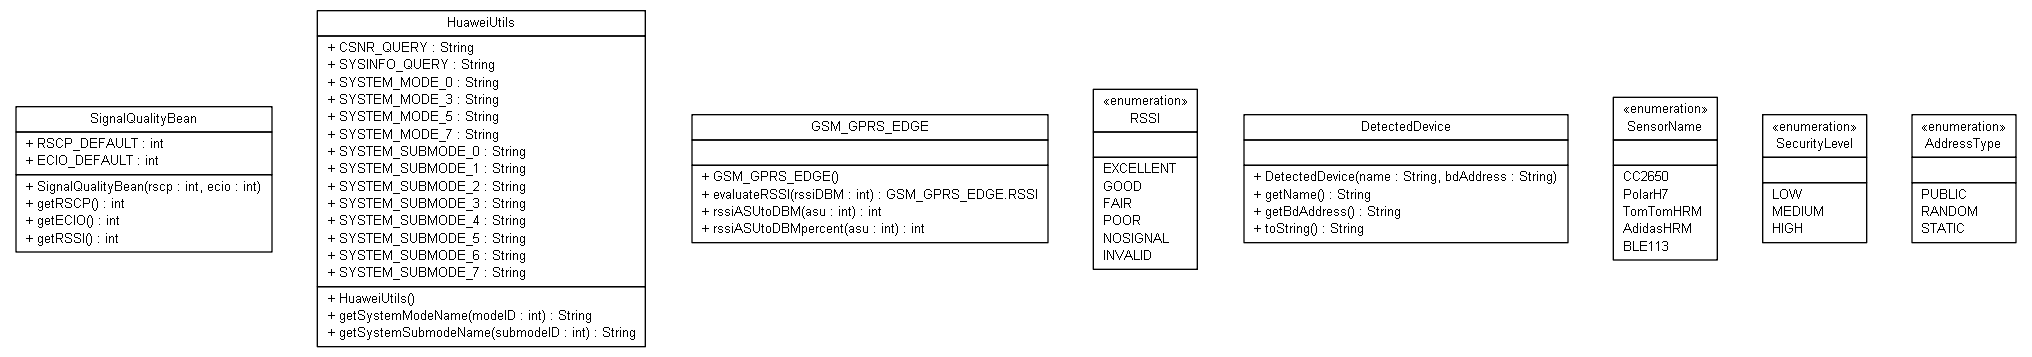 SignalQualityBean
+ RSCP_DEFAULT : int
+ ECIO_DEFAULT : int
+ SignalQualityBean(rscp : int, ecio : int)
+ getRSCP() : int
+ getECIO() : int
+ getRSSI() : int
HuaweiUtils
+ CSNR_QUERY : String
+ SYSINFO_QUERY : String
+ SYSTEM_MODE_0 : String
+ SYSTEM_MODE_3 : String
+ SYSTEM_MODE_5 : String
+ SYSTEM_MODE_7 : String
+ SYSTEM_SUBMODE_0 : String
+ SYSTEM_SUBMODE_1 : String
+ SYSTEM_SUBMODE_2 : String
+ SYSTEM_SUBMODE_3 : String
+ SYSTEM_SUBMODE_4 : String
+ SYSTEM_SUBMODE_5 : String
+ SYSTEM_SUBMODE_6 : String
+ SYSTEM_SUBMODE_7 : String
+ HuaweiUtils()
+ getSystemModeName(modeID : int) : String
+ getSystemSubmodeName(submodeID : int) : String
GSM_GPRS_EDGE
+ GSM_GPRS_EDGE()
+ evaluateRSSI(rssiDBM : int) : GSM_GPRS_EDGE.RSSI
+ rssiASUtoDBM(asu : int) : int
+ rssiASUtoDBMpercent(asu : int) : int
«enumeration»
RSSI
EXCELLENT
GOOD
FAIR
POOR
NOSIGNAL
INVALID
DetectedDevice
+ DetectedDevice(name : String, bdAddress : String)
+ getName() : String
+ getBdAddress() : String
+ toString() : String
«enumeration»
SensorName
CC2650
PolarH7
TomTomHRM
AdidasHRM
BLE113
«enumeration»
SecurityLevel
LOW
MEDIUM
HIGH
«enumeration»
AddressType
PUBLIC
RANDOM
STATIC